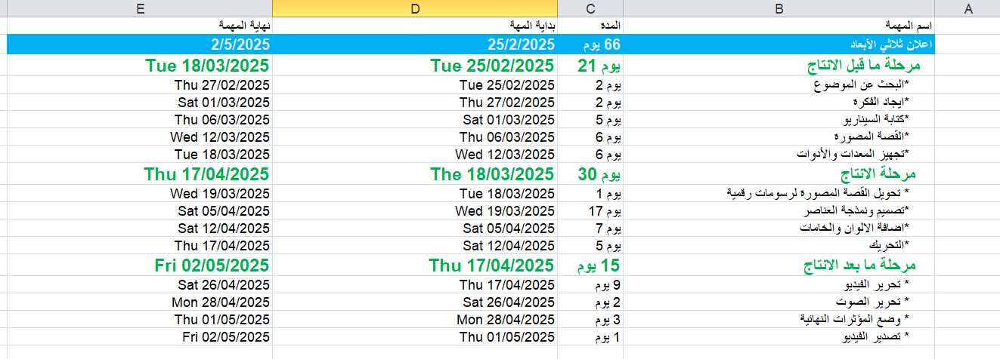 A B C D E
اسم المهمة المدة بداية المهة نهاية المهمة
اعلان ثلاثي الأبعاد 66 يوم 25/2/2025 2/5/2025
مرحلة ما قبل الانتاج 21 يوم Tue 25/02/2025 Tue 18/03/2025
*البحث عن الموضوع 2 يوم Tue 25/02/2025 Thu 27/02/2025
*ايجاد الفكرة 2 يوم Thu 27/02/2025 Sat 01/03/2025
*كتابة السيناريو 5 يوم Sat 01/03/2025 Thu 06/03/2025
*القصة المصورة 6 يوم Thu 06/03/2025 Wed 12/03/2025
*تجهيز المعدات والأدوات 6 يوم Wed 12/03/2025 Tue 18/03/2025
مرحلة الانتاج 30 يوم The 18/03/2025 Thu 17/04/2025
* تحويل القصة المصورة لرسومات رقمية 1 يوم Tue 18/03/2025 Wed 19/03/2025
*تصميم ونمذجة العناصر 17 يوم Wed 19/03/2025 Sat 05/04/2025
*اضافة الالوان والخامات 7 يوم Sat 05/04/2025 Sat 12/04/2025
*التحريك 5 يوم Sat 12/04/2025 Thu 17/04/2025
مرحلة ما بعد الانتاج 15 يوم Thu 17/04/2025 Fri 02/05/2025
* تحرير الفيديو 9 يوم Thu 17/04/2025 Sat 26/04/2025
* تحرير الصوت 2 يوم Sat 26/04/2025 Mon 28/04/2025
* وضع المؤثرات النهائية 3 يوم Mon 28/04/2025 Thu 01/05/2025
* تصدير الفيديو 1 يوم Thu 01/05/2025 Fri 02/05/2025